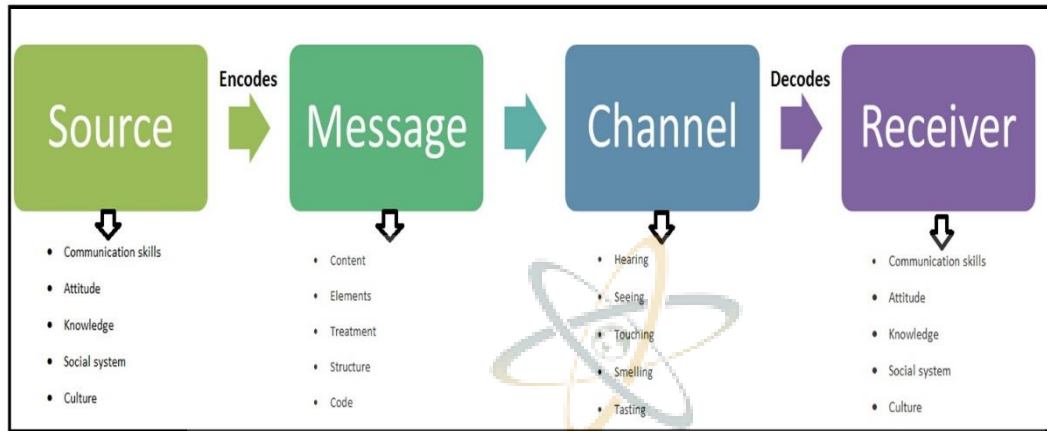 Source
Encodes
Message
Channel
Decodes
Receiver
• Communication skills
• Attitude
• Knowledge
• Social system
• Culture
• Content
• Elements
• Treatment
• Structure
• Code
• Hearing
• Seeing
• Touching
• Smelling
• Tasting
• Communication skills
• Attitude
• Knowledge
• Social system
• Culture